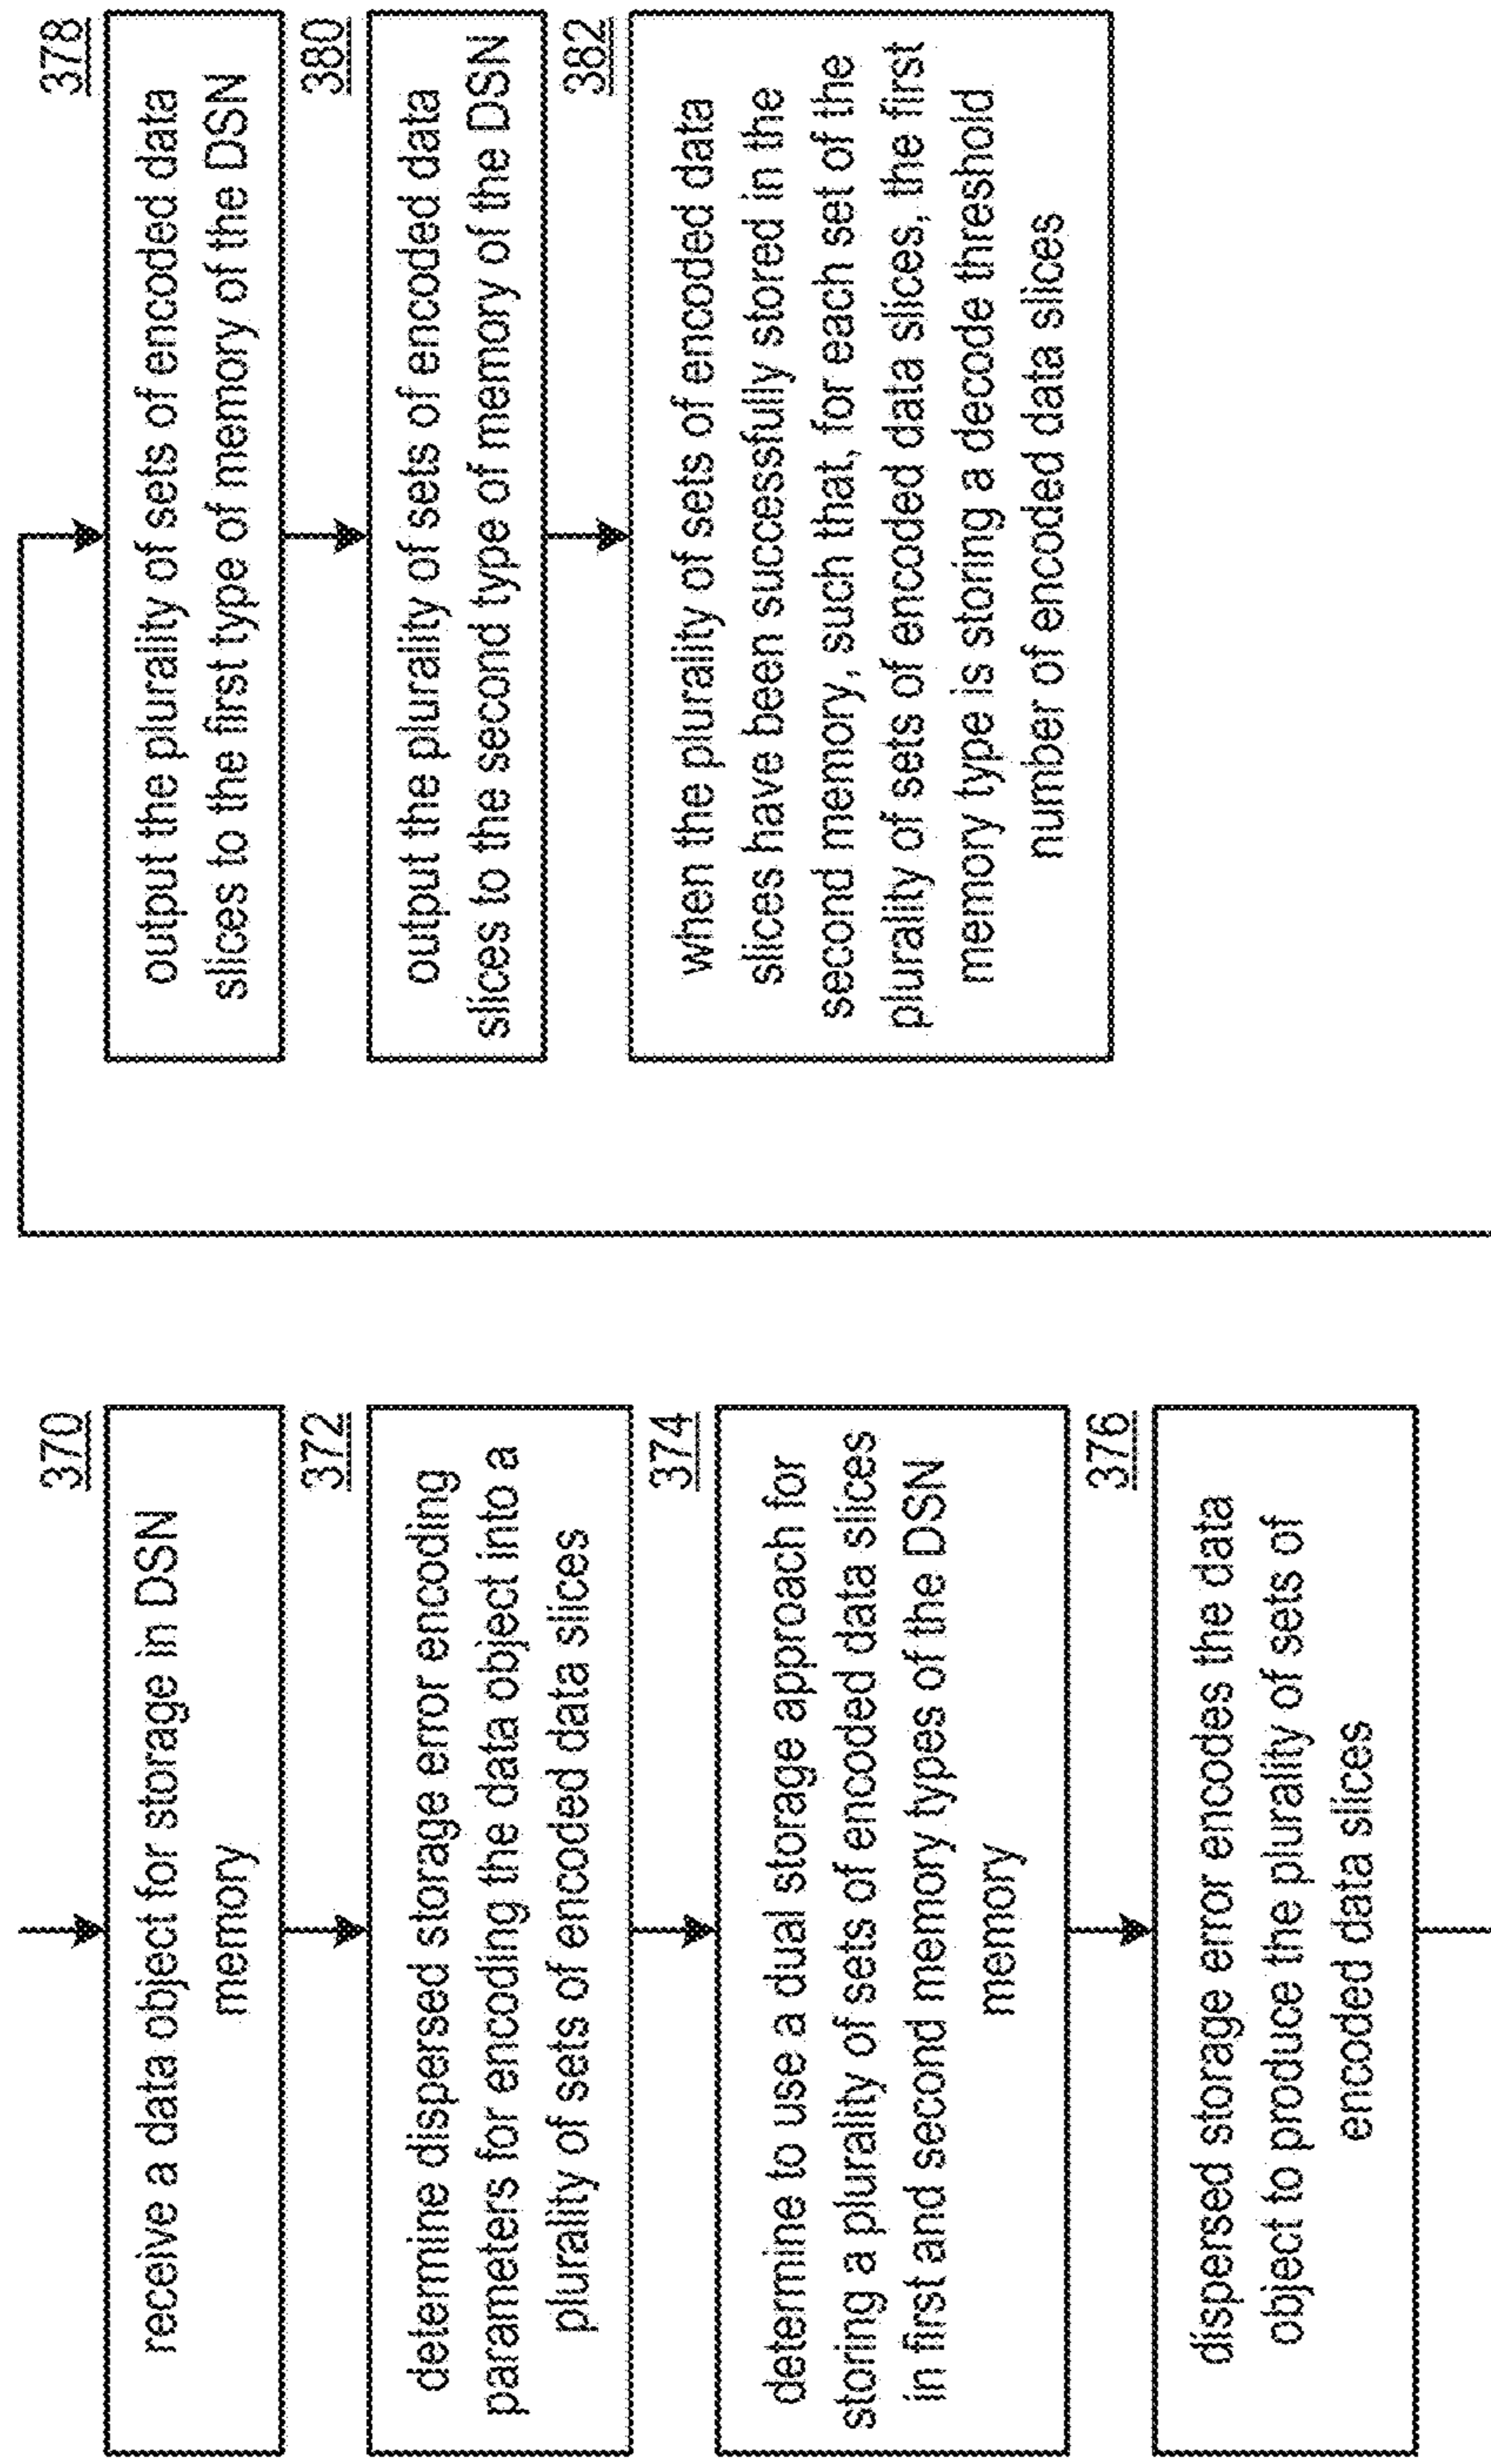 370
receive a data object for storage in DSN
memory
372
determine dispersed storage error encoding
parameters for encoding the data object into a
plurality of sets of encoded data slices
374
determine to use a dual storage approach for
storing a plurality of sets of encoded data slices
in first and second memory types of the DSN
memory
376
dispersed storage error encodes the data
object to produce the plurality of sets of
encoded data slices
378
output the plurality of sets of encoded data
slices to the first type of memory of the DSN
380
output the plurality of sets of encoded data
slices to the second type of memory of the DSN
382
when the plurality of sets of encoded data
slices have been successfully stored in the
second memory, such that, for each set of the
plurality of sets of encoded data slices, the first
memory type is storing a decode threshold
number of encoded data slices